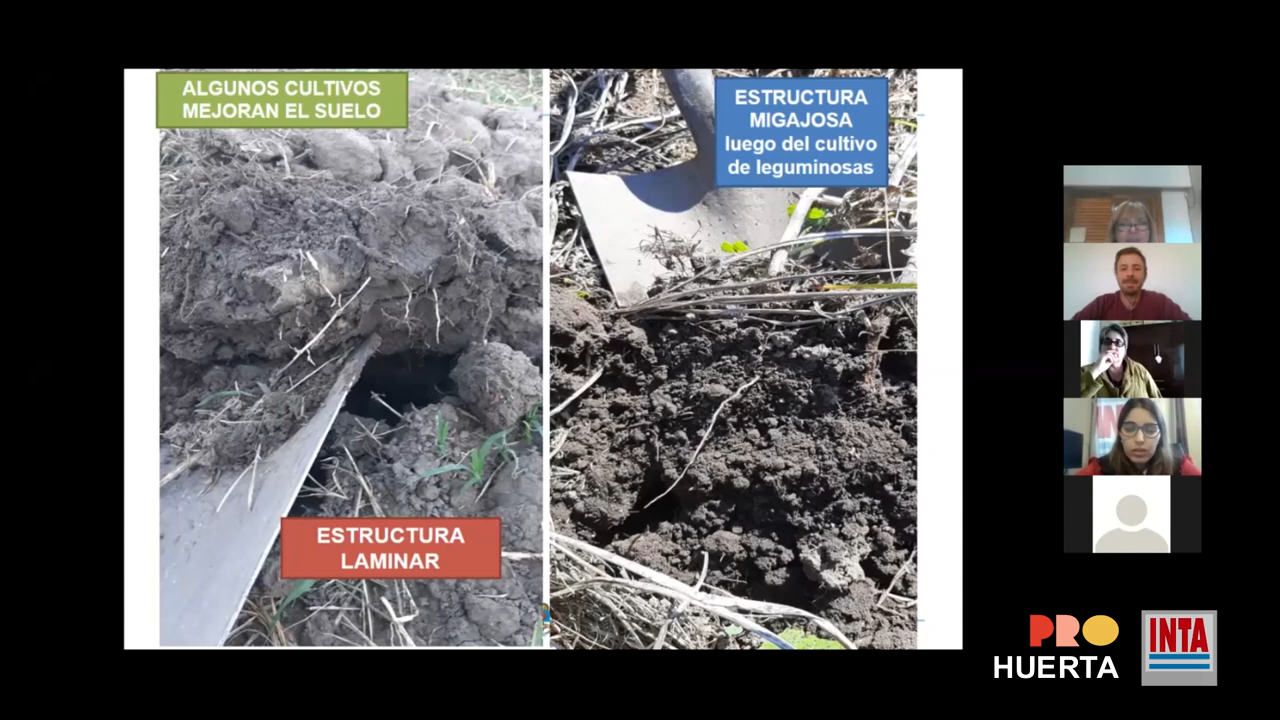 ALGUNOS CULTIVOS
MEJORAN EL SUELO
ESTRUCTURA
MIGAJOSA
luego del cultivo
de leguminosas
ESTRUCTURA
LAMINAR
PRO
HUERTA
INTA